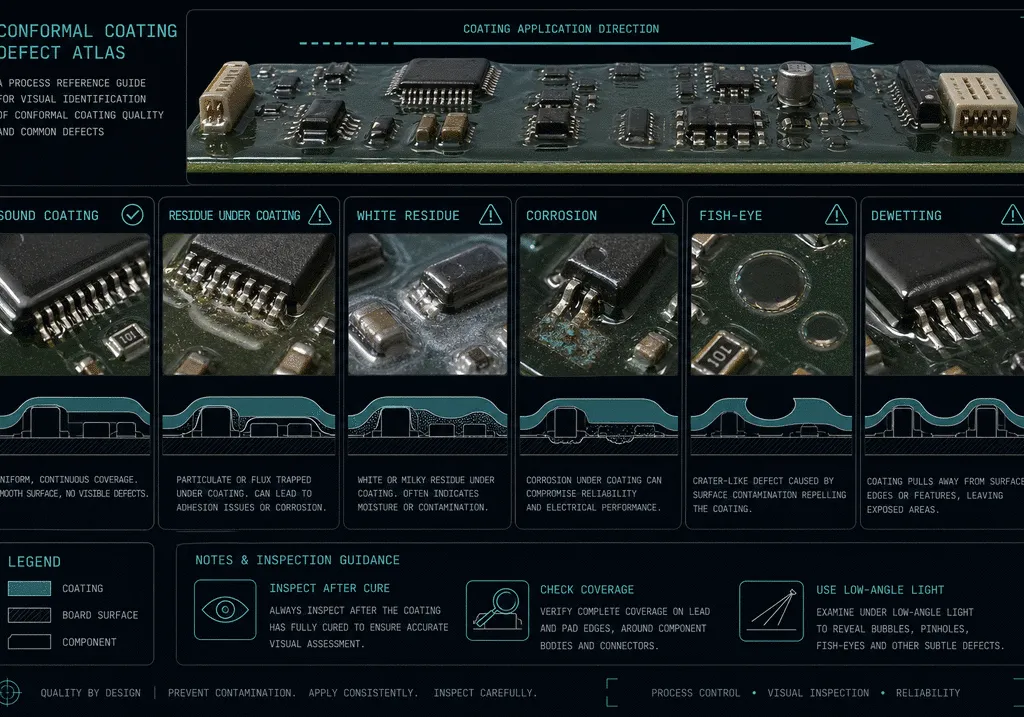 CONFORMAL COATING
DEFECT ATLAS
A PROCESS REFERENCE GUIDE
FOR VISUAL IDENTIFICATION
OF CONFORMAL COATING QUALITY
AND COMMON DEFECTS
COATING APPLICATION DIRECTION
SOUND COATING
101
NIFORM, CONTINUOUS COVERAGE.
MOOTH SURFACE, NO VISIBLE DEFECTS.
RESIDUE UNDER COATING
PARTICULATE OR FLUX TRAPPED
UNDER COATING. CAN LEAD TO
ADHESION ISSUES OR CORROSION.
WHITE RESIDUE
WHITE OR MILKY RESIDUE UNDER
COATING. OFTEN INDICATES
MOISTURE OR CONTAMINATION.
CORROSION
CORROSION UNDER COATING CAN
COMPROMISE RELIABILITY
AND ELECTRICAL PERFORMANCE.
FISH-EYE
101
CRATER-LIKE DEFECT CAUSED BY
SURFACE CONTAMINATION REPELLING
THE COATING.
DEWETTING
COATING PULLS AWAY FROM SURFACE
EDGES OR FEATURES, LEAVING
EXPOSED AREAS.
LEGEND
COATING
BOARD SURFACE
COMPONENT
NOTES & INSPECTION GUIDANCE
INSPECT AFTER CURE
ALWAYS INSPECT AFTER THE COATING
HAS FULLY CURED TO ENSURE ACCURATE
VISUAL ASSESSMENT.
CHECK COVERAGE
VERIFY COMPLETE COVERAGE ON LEAD
AND PAD EDGES, AROUND COMPONENT
BODIES AND CONNECTORS.
USE LOW-ANGLE LIGHT
EXAMINE UNDER LOW-ANGLE LIGHT
TO REVEAL BUBBLES, PINHOLES,
FISH-EYES AND OTHER SUBTLE DEFECTS.
QUALITY BY DESIGN | PREVENT CONTAMINATION. APPLY CONSISTENTLY. INSPECT CAREFULLY.
PROCESS CONTROL • VISUAL INSPECTION • RELIABILITY